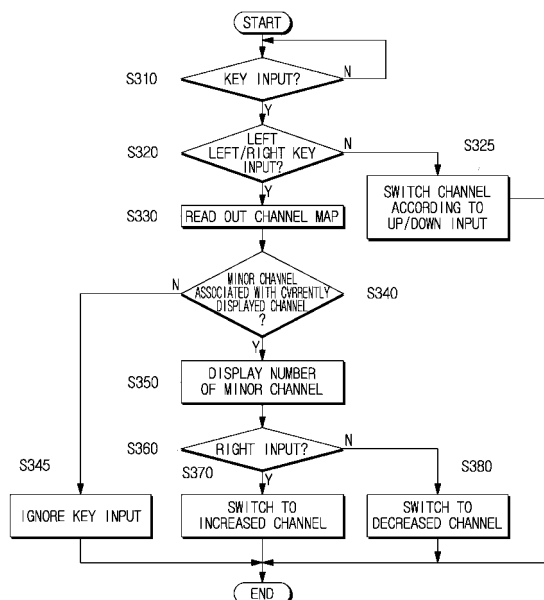 START
S310
KEY INPUT?
N
Y
S320
LEFT
LEFT/RIGHT KEY
INPUT?
N
Y
S325
SWITCH CHANNEL
ACCORDING TO
UP/DOWN INPUT
S330
READ OUT CHANNEL MAP
N
MINOR CHANNEL
ASSOCIATED WITH CVRRENTLY
DISPLAYED CHANNEL
?
S340
Y
S350
DISPLAY NUMBER
OF MINOR CHANNEL
S360
RIGHT INPUT?
N
Y
S345
S370
S380
IGNORE KEY INPUT
SWITCH TO
INCREASED CHANNEL
SWITCH TO
DECREASED CHANNEL
END